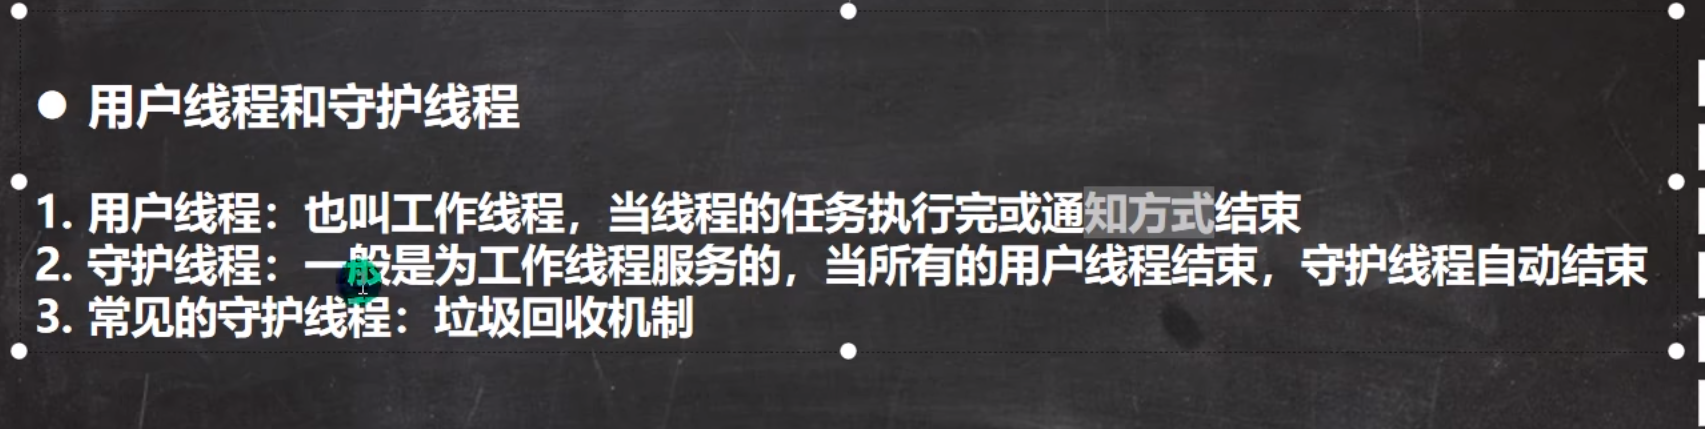 ● 用户线程和守护线程
1. 用户线程：也叫工作线程，当线程的任务执行完或通知方式结束
2. 守护线程：一般是为工作线程服务的，当所有的用户线程结束，守护线程自动结束
3. 常见的守护线程：垃圾回收机制